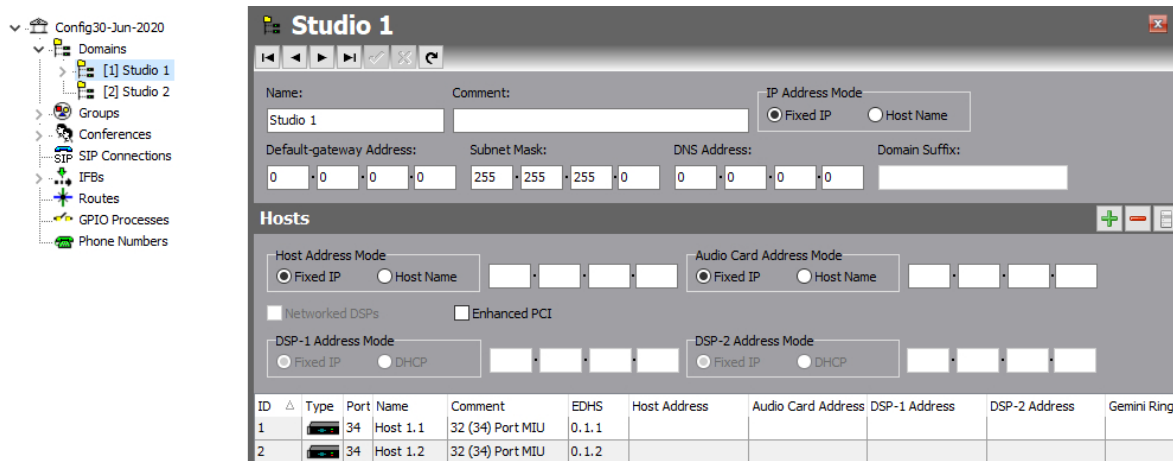 Config30-Jun-2020
Domains
[1] Studio 1
[2] Studio 2
Groups
Conferences
SIP SIP Connections
IFBs
Routes
GPIO Processes
Phone Numbers
Studio 1
Name: Comment: IP Address Mode
Studio 1 Fixed IP Host Name
Default-gateway Address: Subnet Mask: DNS Address: Domain Suffix:
0 . 0 . 0 . 0 255 . 255 . 255 . 0 0 . 0 . 0 . 0
Hosts
Host Address Mode Audio Card Address Mode
Fixed IP Host Name . . . Fixed IP Host Name . . .
Networked DSPs Enhanced PCI
DSP-1 Address Mode DSP-2 Address Mode
Fixed IP DHCP . . . Fixed IP DHCP . . .
ID Type Port Name Comment EDHS Host Address Audio Card Address DSP-1 Address DSP-2 Address Gemini Ring
1 34 Host 1.1 32 (34) Port MIU 0.1.1
2 34 Host 1.2 32 (34) Port MIU 0.1.2